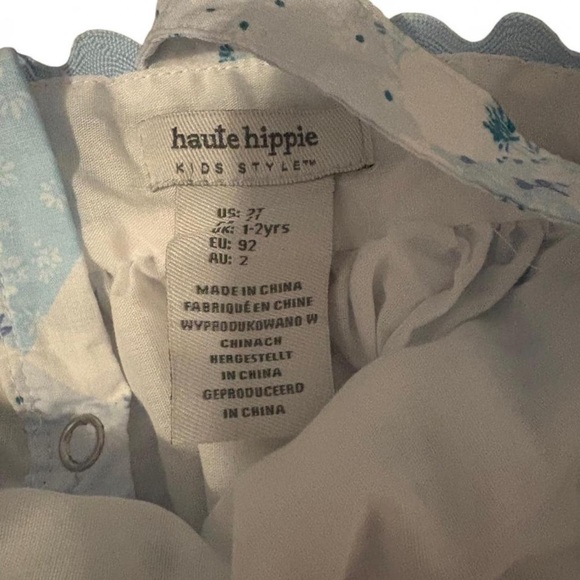 haute hippie
KIDS STYLE™
US: 2T
UK: 1-2yrs
EU: 92
AU: 2
MADE IN CHINA
FABRIQUÉ EN CHINE
WYPRODUKOWANO W
CHINACH
HERGESTELLT
IN CHINA
GEPRODUCEERD
IN CHINA